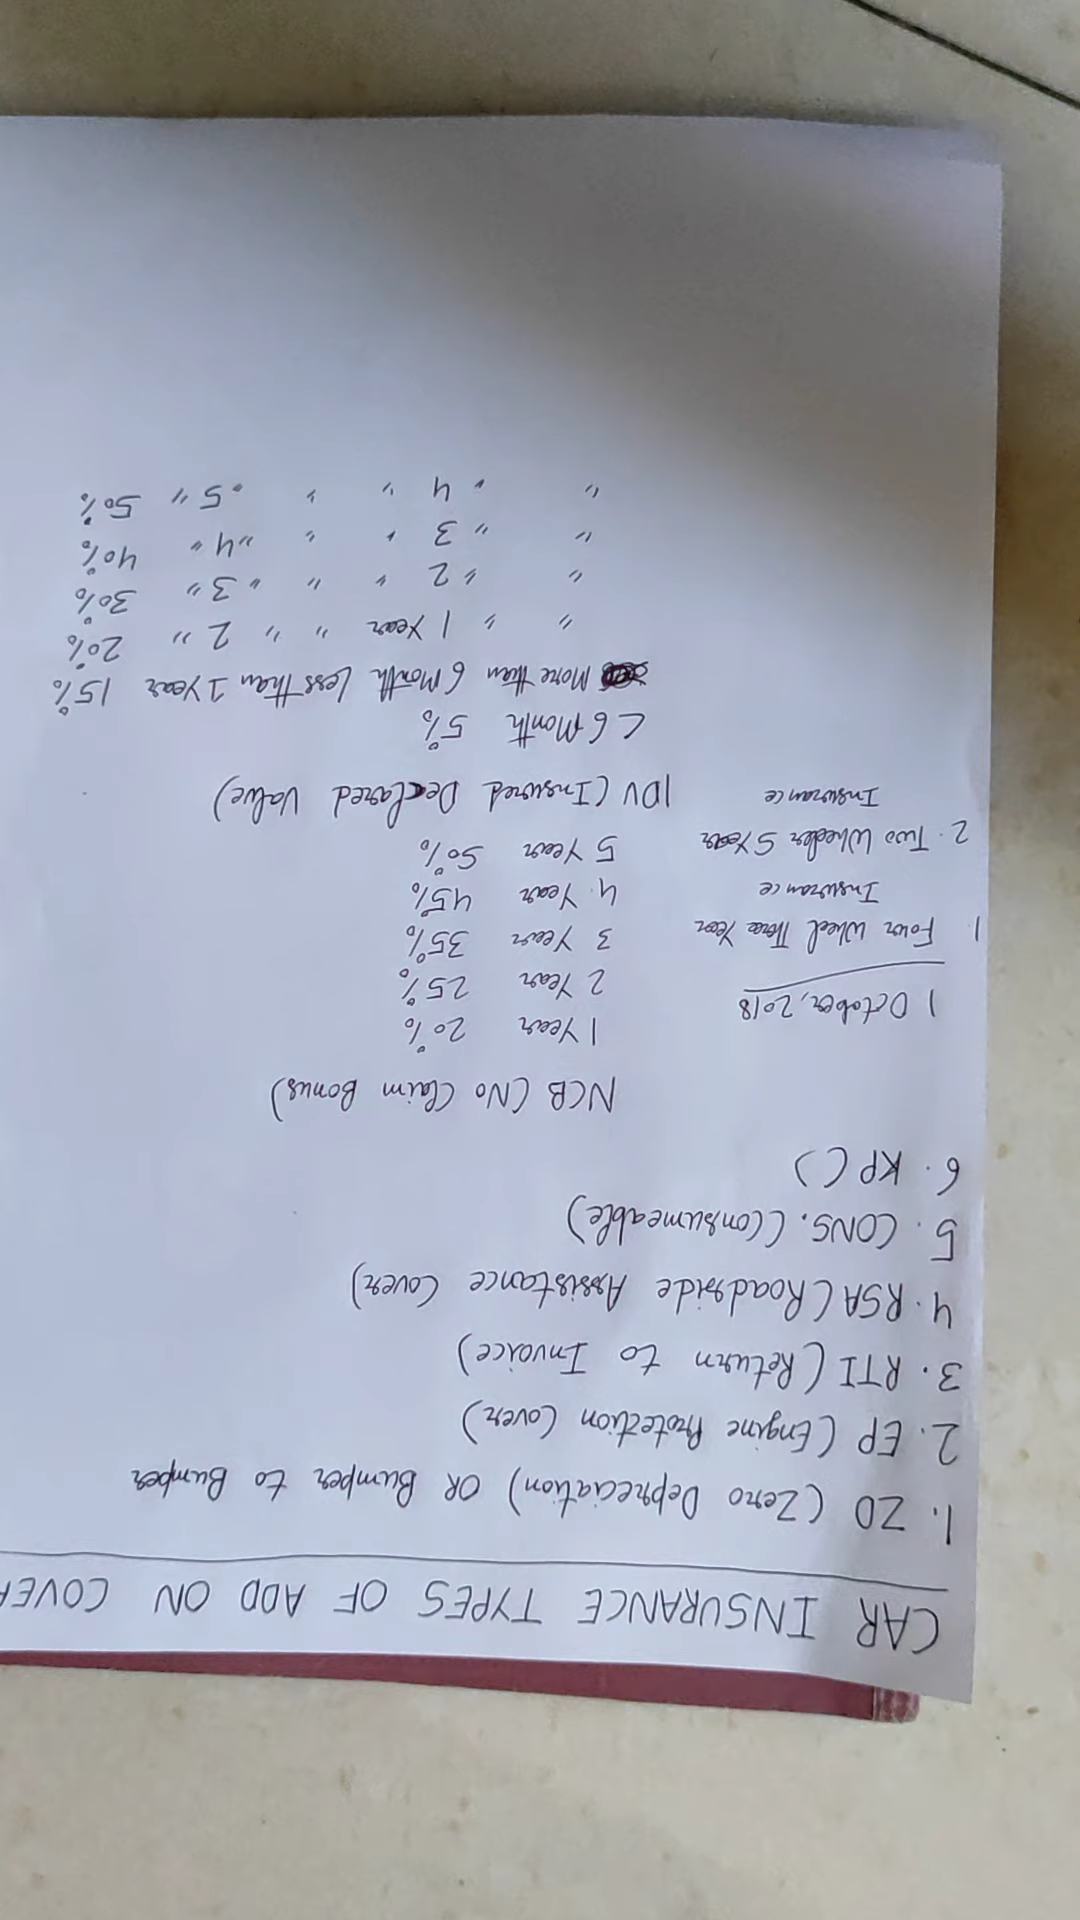 CAR INSURANCE TYPES OF ADD ON COVER
1. ZD (Zero Depreciation) OR Bumper to Bumper
2. EP (Engine Protection Cover)
3. RTI (Return to Invoice)
4. RSA (Roadside Assistance Cover)
5. CONS. (Consumeable)
6. KP ( )
NCB (No Claim Bonus)
1 Year 20%
2 Year 25%
3 Year 35%
4 Year 45%
5 Year 50%
1 October, 2018
1. Four Wheel Three Year
Insurance
2. Two Wheeler 5 Year
Insurance
IDV (Insured Declared Value)
< 6 Month 5%
More than 6 Month Less than 1 Year 15%
" " 1 Year " " 2 " 20%
" " 2 " " " 3 " 30%
" " 3 " " " 4 " 40%
" " 4 " " " 5 " 50%